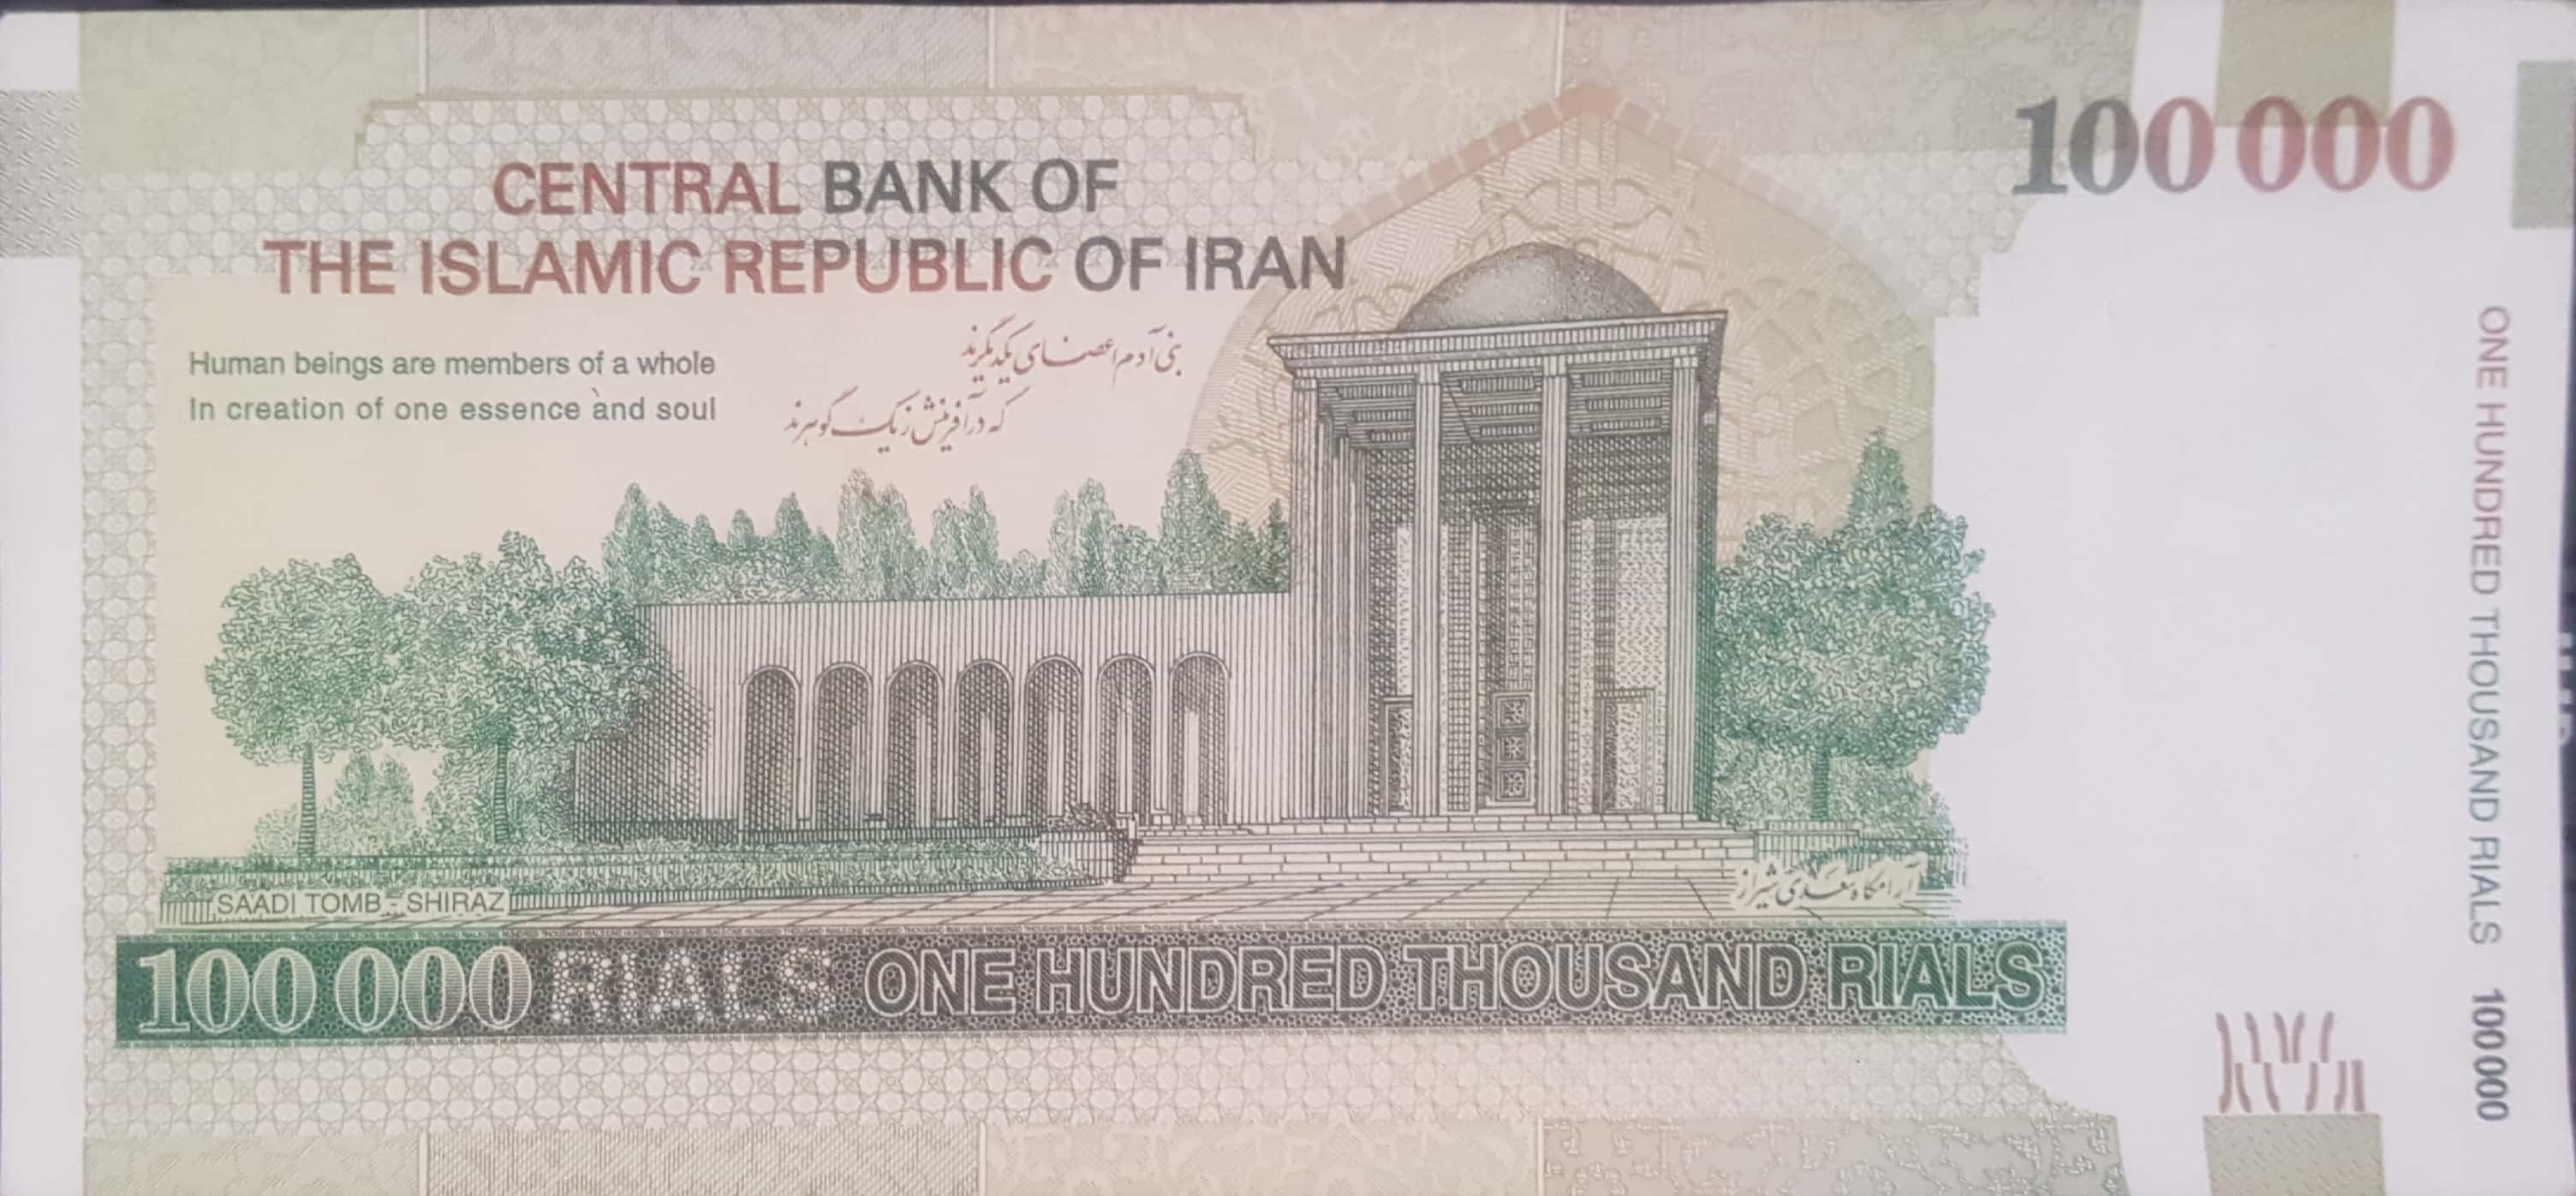 CENTRAL BANK OF
THE ISLAMIC REPUBLIC OF IRAN
100 000
Human beings are members of a whole
In creation of one essence and soul
بنی آدم اعضای یکدیگرند
که در آفرینش ز یک گوهرند
SAADI TOMB - SHIRAZ
آرامگاه سعدی شیراز
100 000 RIALS ONE HUNDRED THOUSAND RIALS
ONE HUNDRED THOUSAND RIALS 100 000